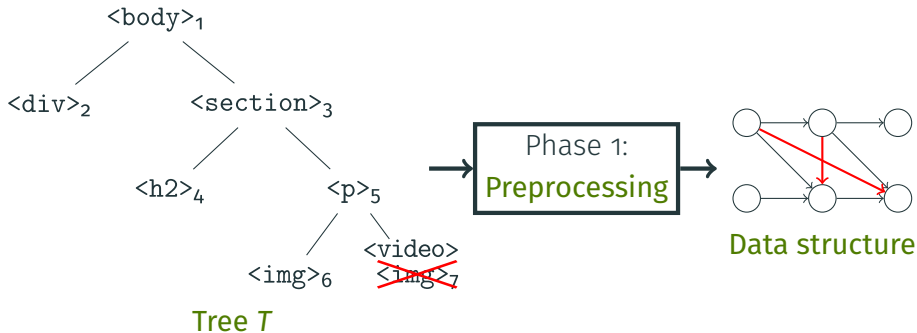 <body>1
<div>2 <section>3
Phase 1:
Preprocessing
<h2>4 <p>5
<video>
<img>6 <img>7
Data structure
Tree T